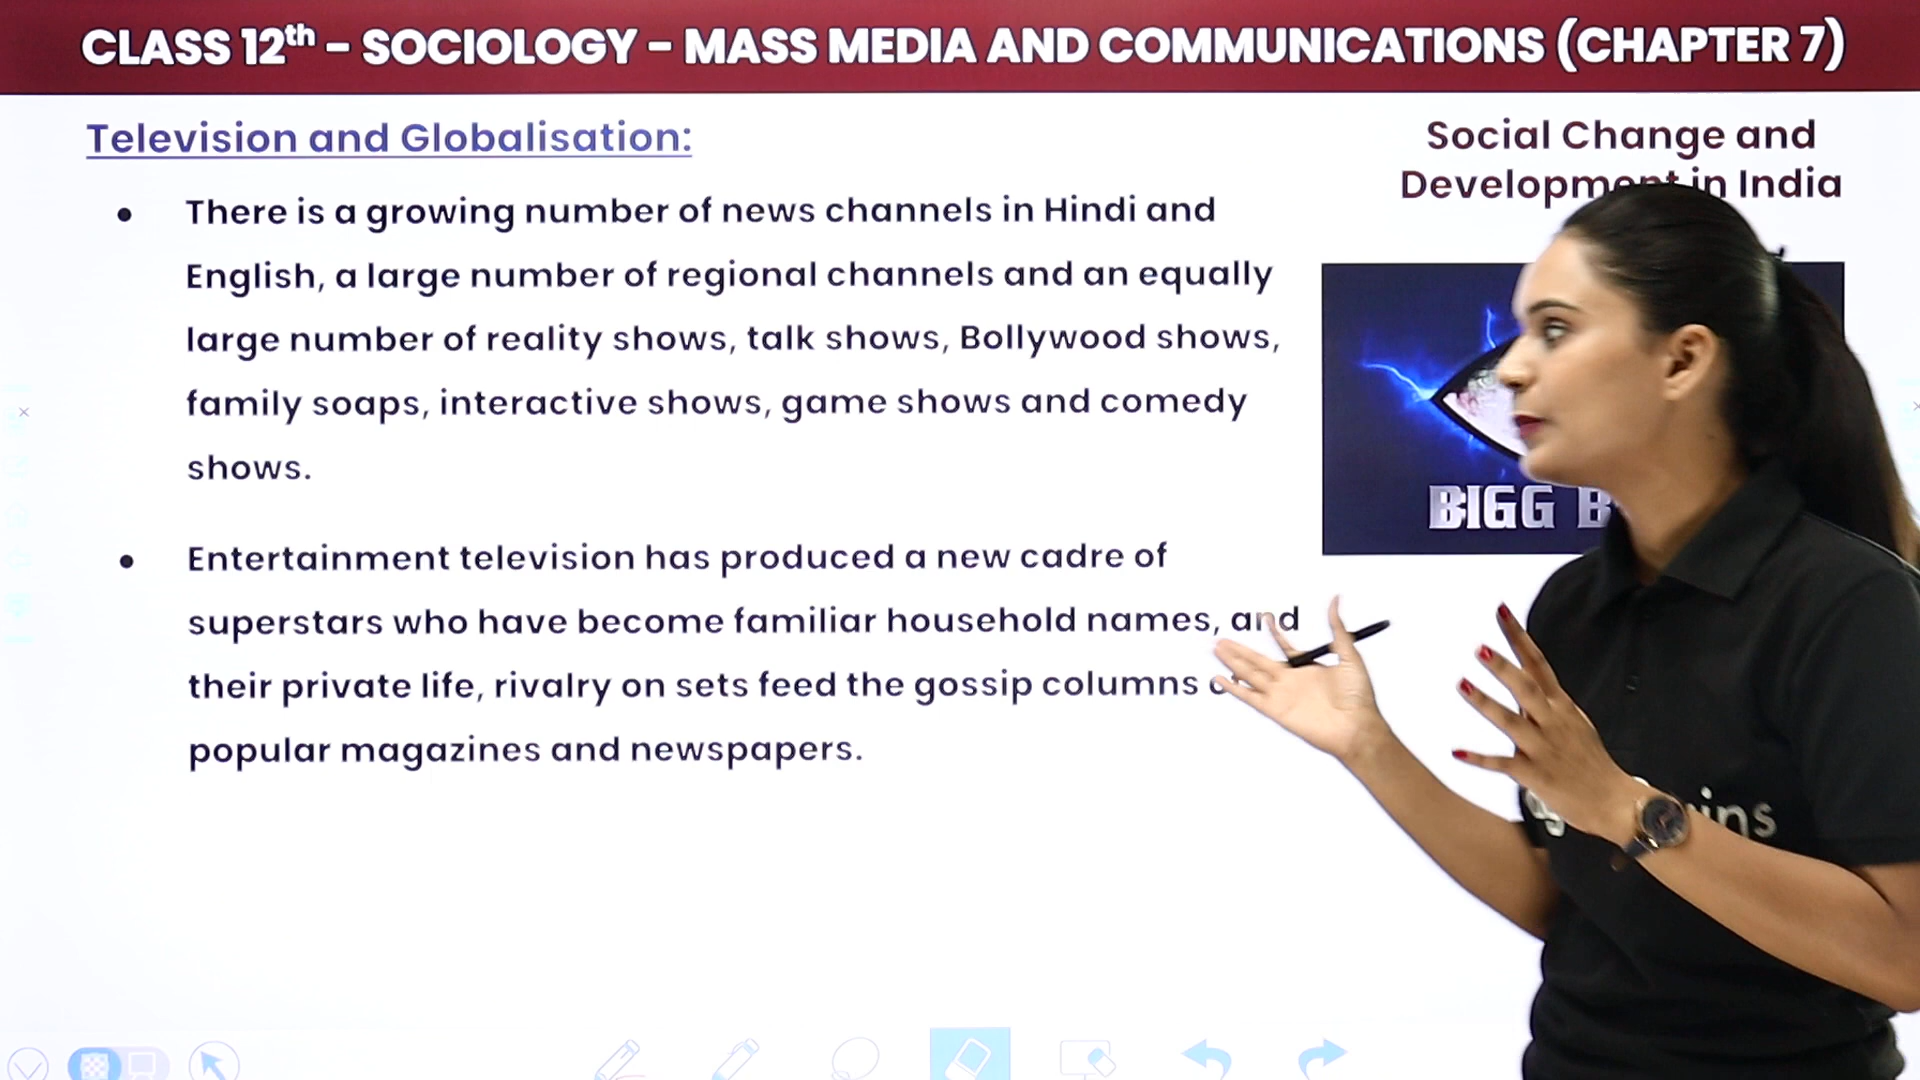 CLASS 12th - SOCIOLOGY - MASS MEDIA AND COMMUNICATIONS (CHAPTER 7)
Television and Globalisation:
Social Change and
Development in India
• There is a growing number of news channels in Hindi and
English, a large number of regional channels and an equally
large number of reality shows, talk shows, Bollywood shows,
family soaps, interactive shows, game shows and comedy
shows.
BIGG
• Entertainment television has produced a new cadre of
superstars who have become familiar household names, and
their private life, rivalry on sets feed the gossip columns
popular magazines and newspapers.